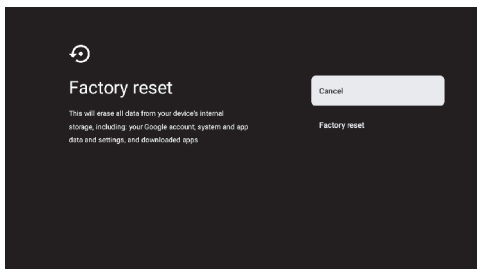 Factory reset
This will erase all data from your device's internal
storage, including: your Google account, system and app
data and settings, and downloaded apps
Cancel
Factory reset